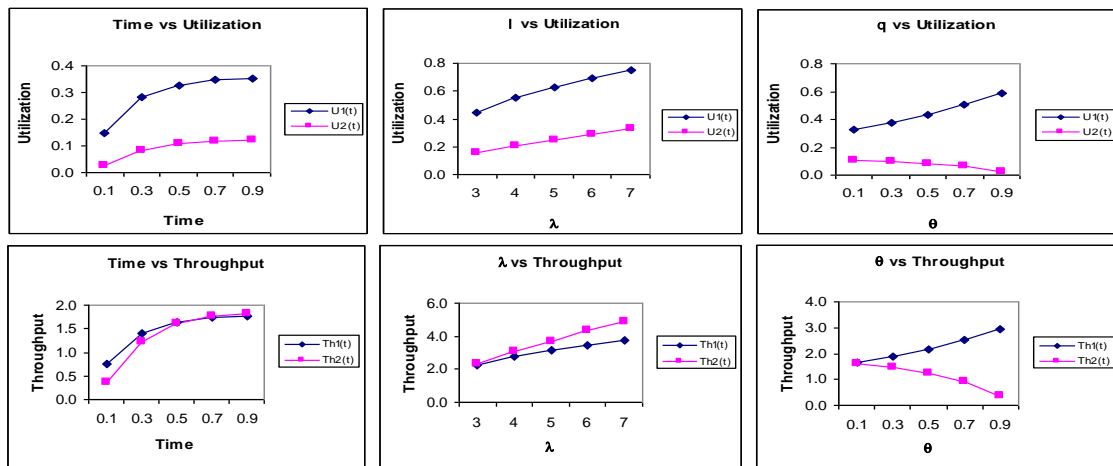 Time vs Utilization
Utilization
0.4
0.3
0.2
0.1
0.0
0.1 0.3 0.5 0.7 0.9
Time
U1(t)
U2(t)
l vs Utilization
Utilization
0.8
0.6
0.4
0.2
0.0
3 4 5 6 7
λ
U1(t)
U2(t)
q vs Utilization
Utilization
0.8
0.6
0.4
0.2
0.0
0.1 0.3 0.5 0.7 0.9
θ
U1(t)
U2(t)
Time vs Throughput
Throughput
2.0
1.5
1.0
0.5
0.0
0.1 0.3 0.5 0.7 0.9
Time
Th1(t)
Th2(t)
λ vs Throughput
Throughput
6.0
4.0
2.0
0.0
3 4 5 6 7
λ
Th1(t)
Th2(t)
θ vs Throughput
Throughput
4.0
3.0
2.0
1.0
0.0
0.1 0.3 0.5 0.7 0.9
θ
Th1(t)
Th2(t)